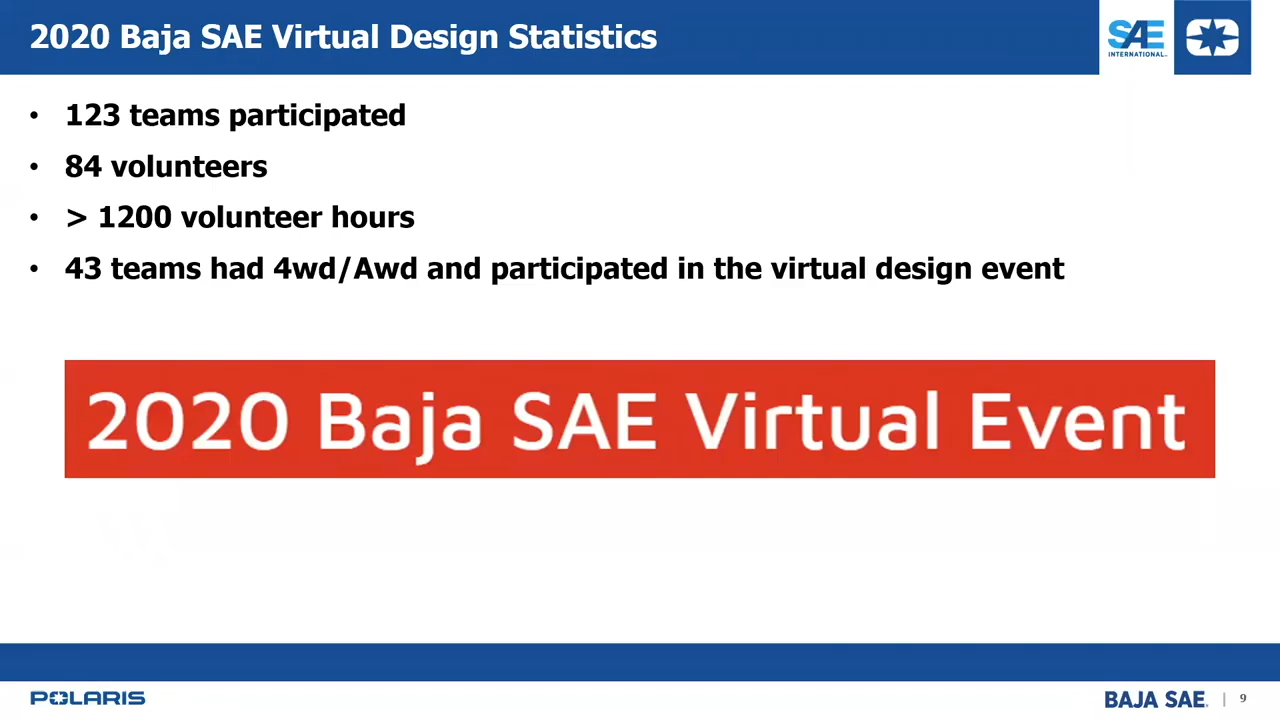 2020 Baja SAE Virtual Design Statistics
SAE
INTERNATIONAL™
• 123 teams participated
• 84 volunteers
• > 1200 volunteer hours
• 43 teams had 4wd/Awd and participated in the virtual design event
2020 Baja SAE Virtual Event
POLARIS
BAJA SAE® | 9